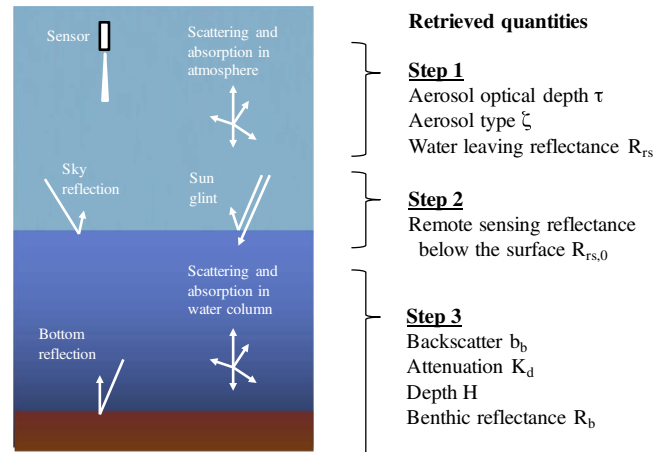 Sensor
Scattering and
absorption in
atmosphere
Sky
reflection
Sun
glint
Scattering and
absorption in
water column
Bottom
reflection
Retrieved quantities
Step 1
Aerosol optical depth τ
Aerosol type ζ
Water leaving reflectance Rrs
Step 2
Remote sensing reflectance
below the surface Rrs,0
Step 3
Backscatter bb
Attenuation Kd
Depth H
Benthic reflectance Rb